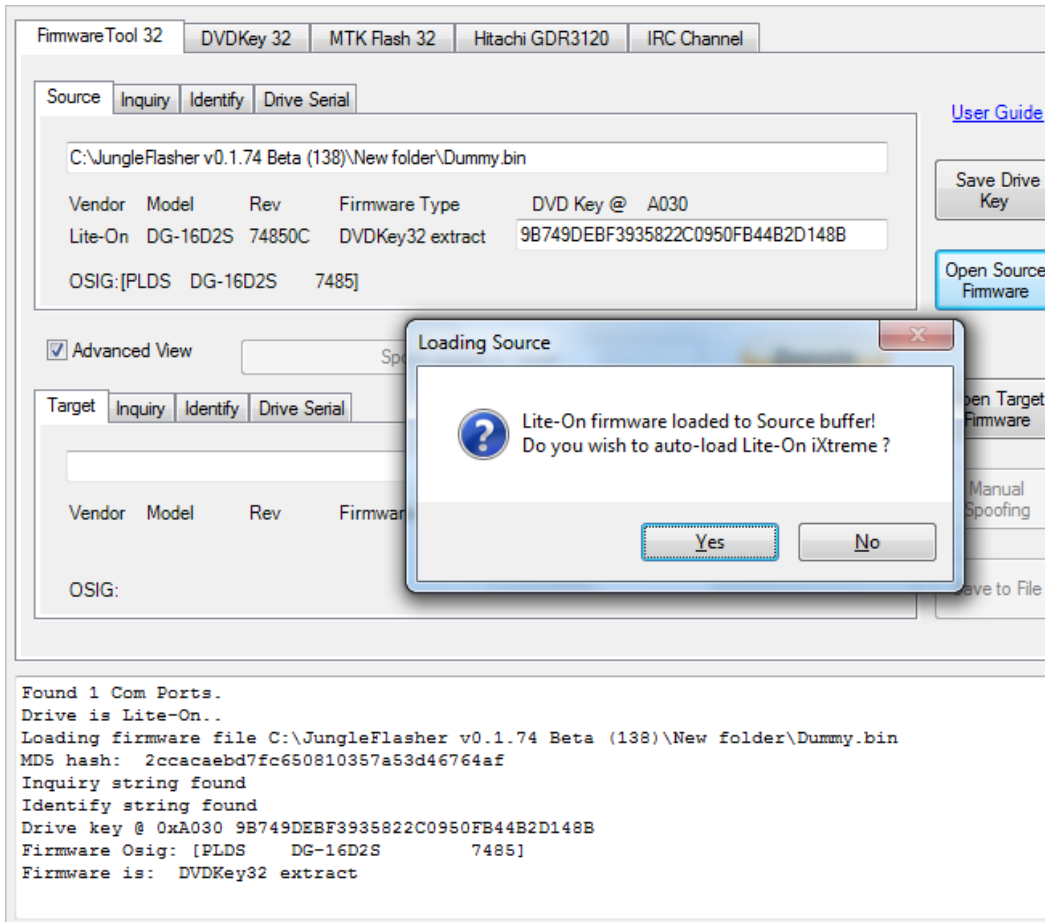 FirmwareTool 32 DVDKey 32 MTK Flash 32 Hitachi GDR3120 IRC Channel
Source Inquiry Identify Drive Serial
User Guide
C:\JungleFlasher v0.1.74 Beta (138)\New folder\Dummy.bin
Save Drive
Key
Vendor Model Rev Firmware Type DVD Key @ A030
Lite-On DG-16D2S 74850C DVDKey32 extract 9B749DEBF3935822C0950FB44B2D148B
Open Source
Firmware
OSIG:[PLDS DG-16D2S 7485]
Advanced View
Loading Source
Lite-On firmware loaded to Source buffer!
Do you wish to auto-load Lite-On iXtreme ?
Yes No
Target Inquiry Identify Drive Serial
Target
Firmware
Vendor Model Rev
Manual
Spoofing
OSIG:
to File
Found 1 Com Ports.
Drive is Lite-On..
Loading firmware file C:\JungleFlasher v0.1.74 Beta (138)\New folder\Dummy.bin
MD5 hash: 2ccacaebd7fc650810357a53d46764af
Inquiry string found
Identify string found
Drive key @ 0xA030 9B749DEBF3935822C0950FB44B2D148B
Firmware Osig: [PLDS DG-16D2S 7485]
Firmware is: DVDKey32 extract